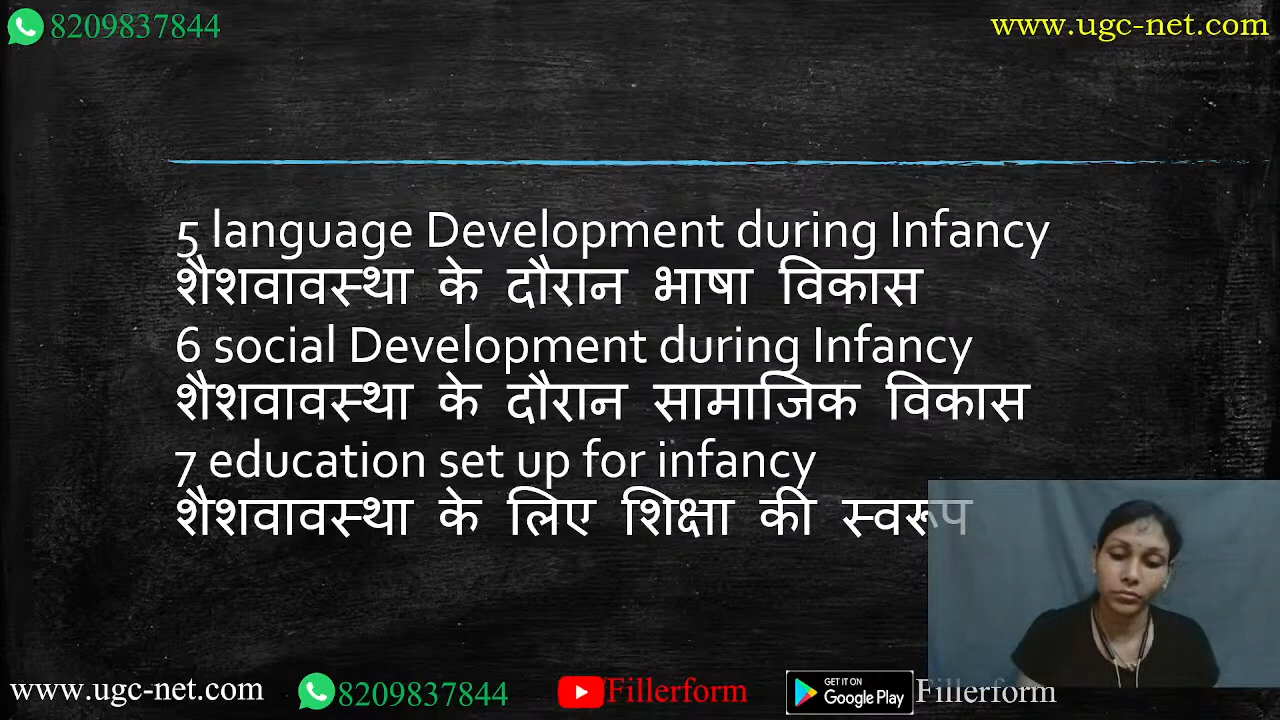 8209837844
www.ugc-net.com
5 language Development during Infancy
शैशवावस्था के दौरान भाषा विकास
6 social Development during Infancy
शैशवावस्था के दौरान सामाजिक विकास
7 education set up for infancy
शैशवावस्था के लिए शिक्षा की स्वरूप
www.ugc-net.com
8209837844
Fillerform
GET IT ON
Google Play
Fillerform